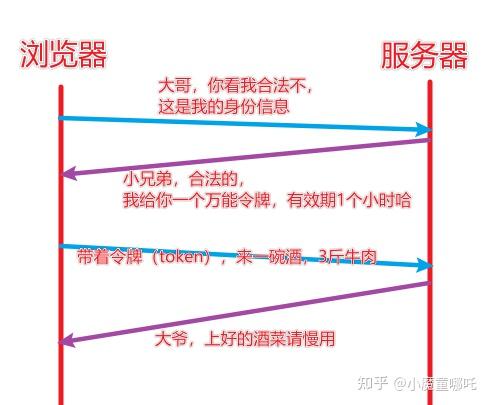 浏览器
服务器
大哥，你看我合法不，
这是我的身份信息
小兄弟，合法的，
我给你一个万能令牌，有效期1个小时哈
带着令牌（token），来一碗酒，3斤牛肉
大爷，上好的酒菜请慢用
知乎 @小魔童哪吒